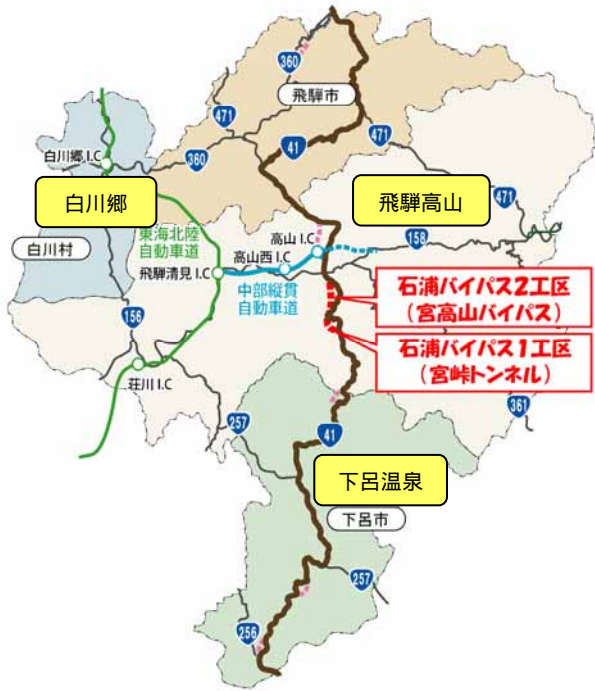 360
飛騨市
471
41
471
白川郷 I.C
360
白川郷
飛騨高山
471
白川村
東海北陸
自動車道
高山 I.C
158
高山西 I.C
飛騨清見 I.C
中部縦貫
自動車道
石浦バイパス2工区
(宮高山バイパス)
156
石浦バイパス1工区
(宮峠トンネル)
荘川 I.C
361
257
41
下呂温泉
下呂市
257
256